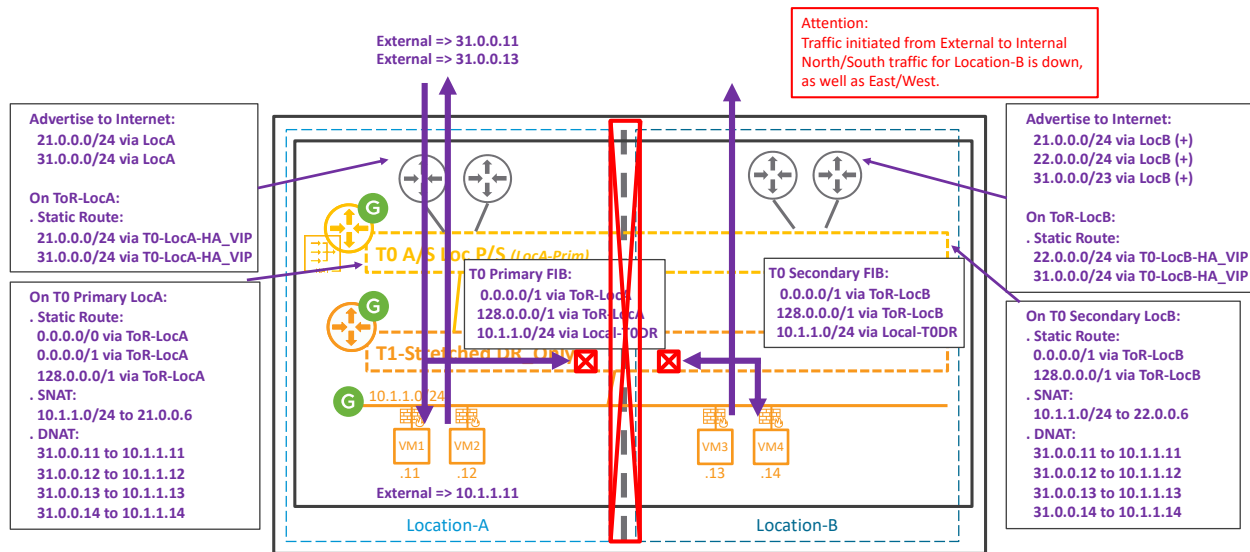 External => 31.0.0.11
External => 31.0.0.13
Attention:
Traffic initiated from External to Internal
North/South traffic for Location-B is down,
as well as East/West.
Advertise to Internet:
21.0.0.0/24 via LocA
31.0.0.0/24 via LocA
On ToR-LocA:
. Static Route:
21.0.0.0/24 via T0-LocA-HA_VIP
31.0.0.0/24 via T0-LocA-HA_VIP
On T0 Primary LocA:
. Static Route:
0.0.0.0/0 via ToR-LocA
0.0.0.0/1 via ToR-LocA
128.0.0.0/1 via ToR-LocA
. SNAT:
10.1.1.0/24 to 21.0.0.6
. DNAT:
31.0.0.11 to 10.1.1.11
31.0.0.12 to 10.1.1.12
31.0.0.13 to 10.1.1.13
31.0.0.14 to 10.1.1.14
G
T0 A/S Loc P/S (LocA-Prim)
T0 Primary FIB:
0.0.0.0/1 via ToR-LocA
128.0.0.0/1 via ToR-LocA
10.1.1.0/24 via Local-T0DR
T0 Secondary FIB:
0.0.0.0/1 via ToR-LocB
128.0.0.0/1 via ToR-LocB
10.1.1.0/24 via Local-T0DR
G
T1-Stretched DR_ONLY
G
10.1.1.0/24
VM1
VM2
VM3
VM4
.11
.12
.13
.14
External => 10.1.1.11
Location-A
Location-B
Advertise to Internet:
21.0.0.0/24 via LocB (+)
22.0.0.0/24 via LocB (+)
31.0.0.0/23 via LocB (+)
On ToR-LocB:
. Static Route:
22.0.0.0/24 via T0-LocB-HA_VIP
31.0.0.0/24 via T0-LocB-HA_VIP
On T0 Secondary LocB:
. Static Route:
0.0.0.0/1 via ToR-LocB
128.0.0.0/1 via ToR-LocB
. SNAT:
10.1.1.0/24 to 22.0.0.6
. DNAT:
31.0.0.11 to 10.1.1.11
31.0.0.12 to 10.1.1.12
31.0.0.13 to 10.1.1.13
31.0.0.14 to 10.1.1.14